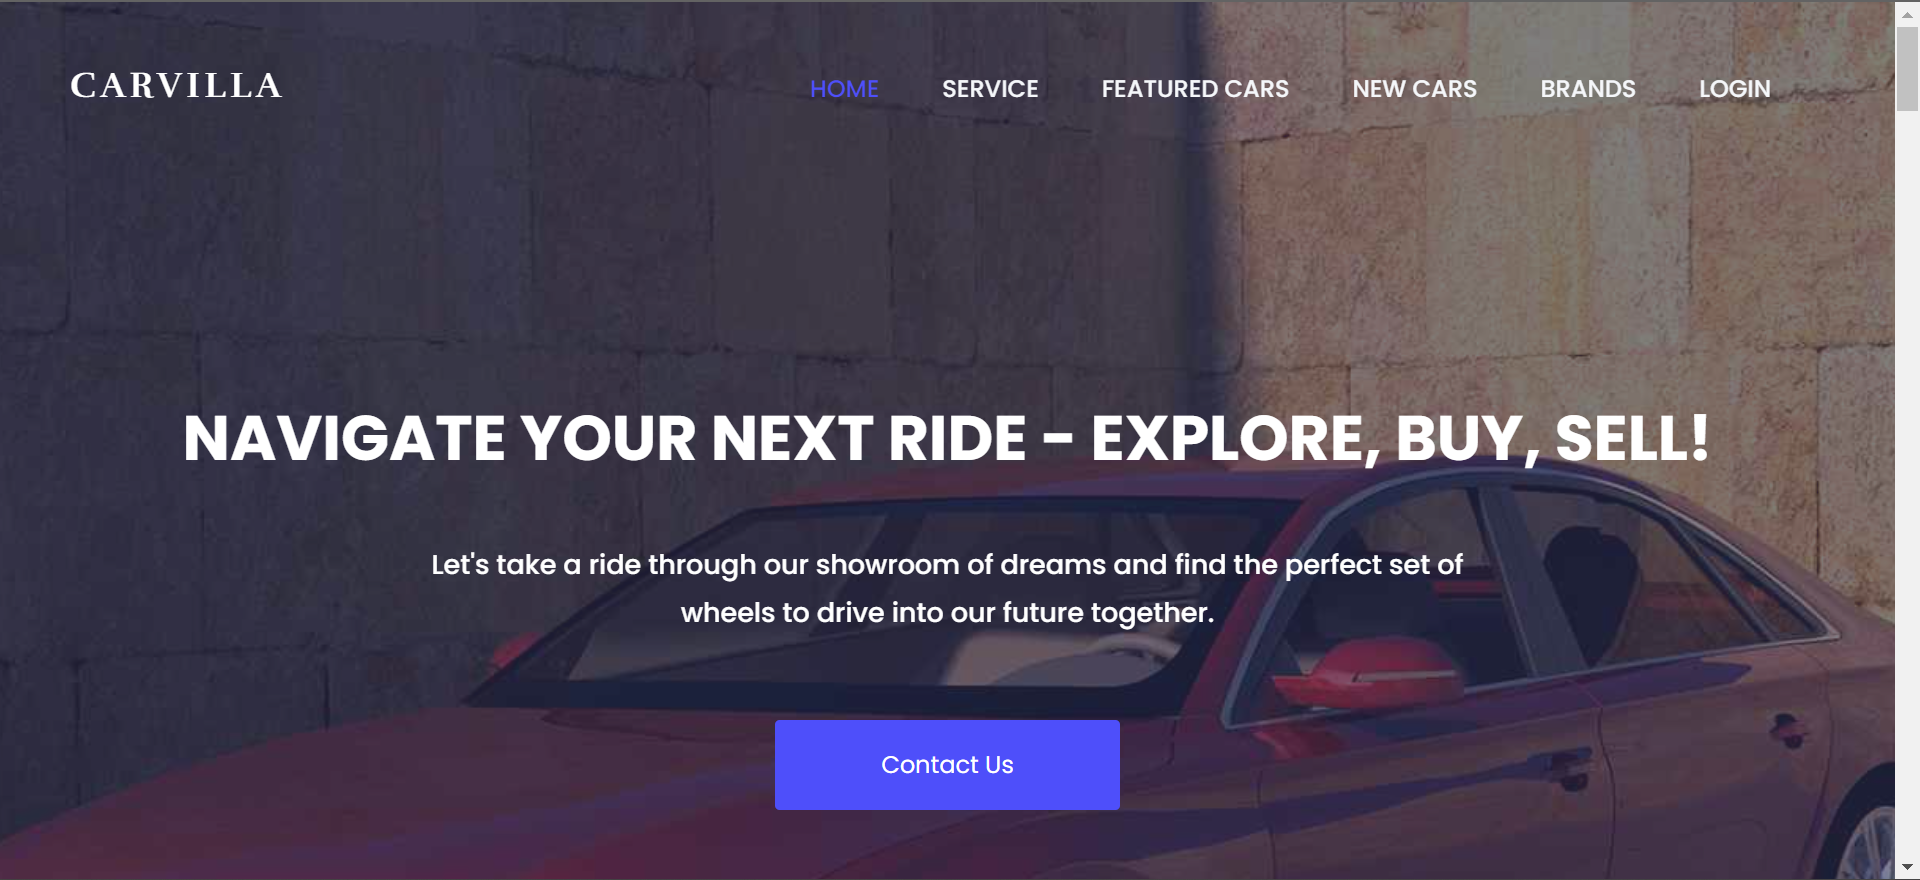 CARVILLA
HOME SERVICE FEATURED CARS NEW CARS BRANDS LOGIN
NAVIGATE YOUR NEXT RIDE - EXPLORE, BUY, SELL!
Let's take a ride through our showroom of dreams and find the perfect set of
wheels to drive into our future together.
Contact Us